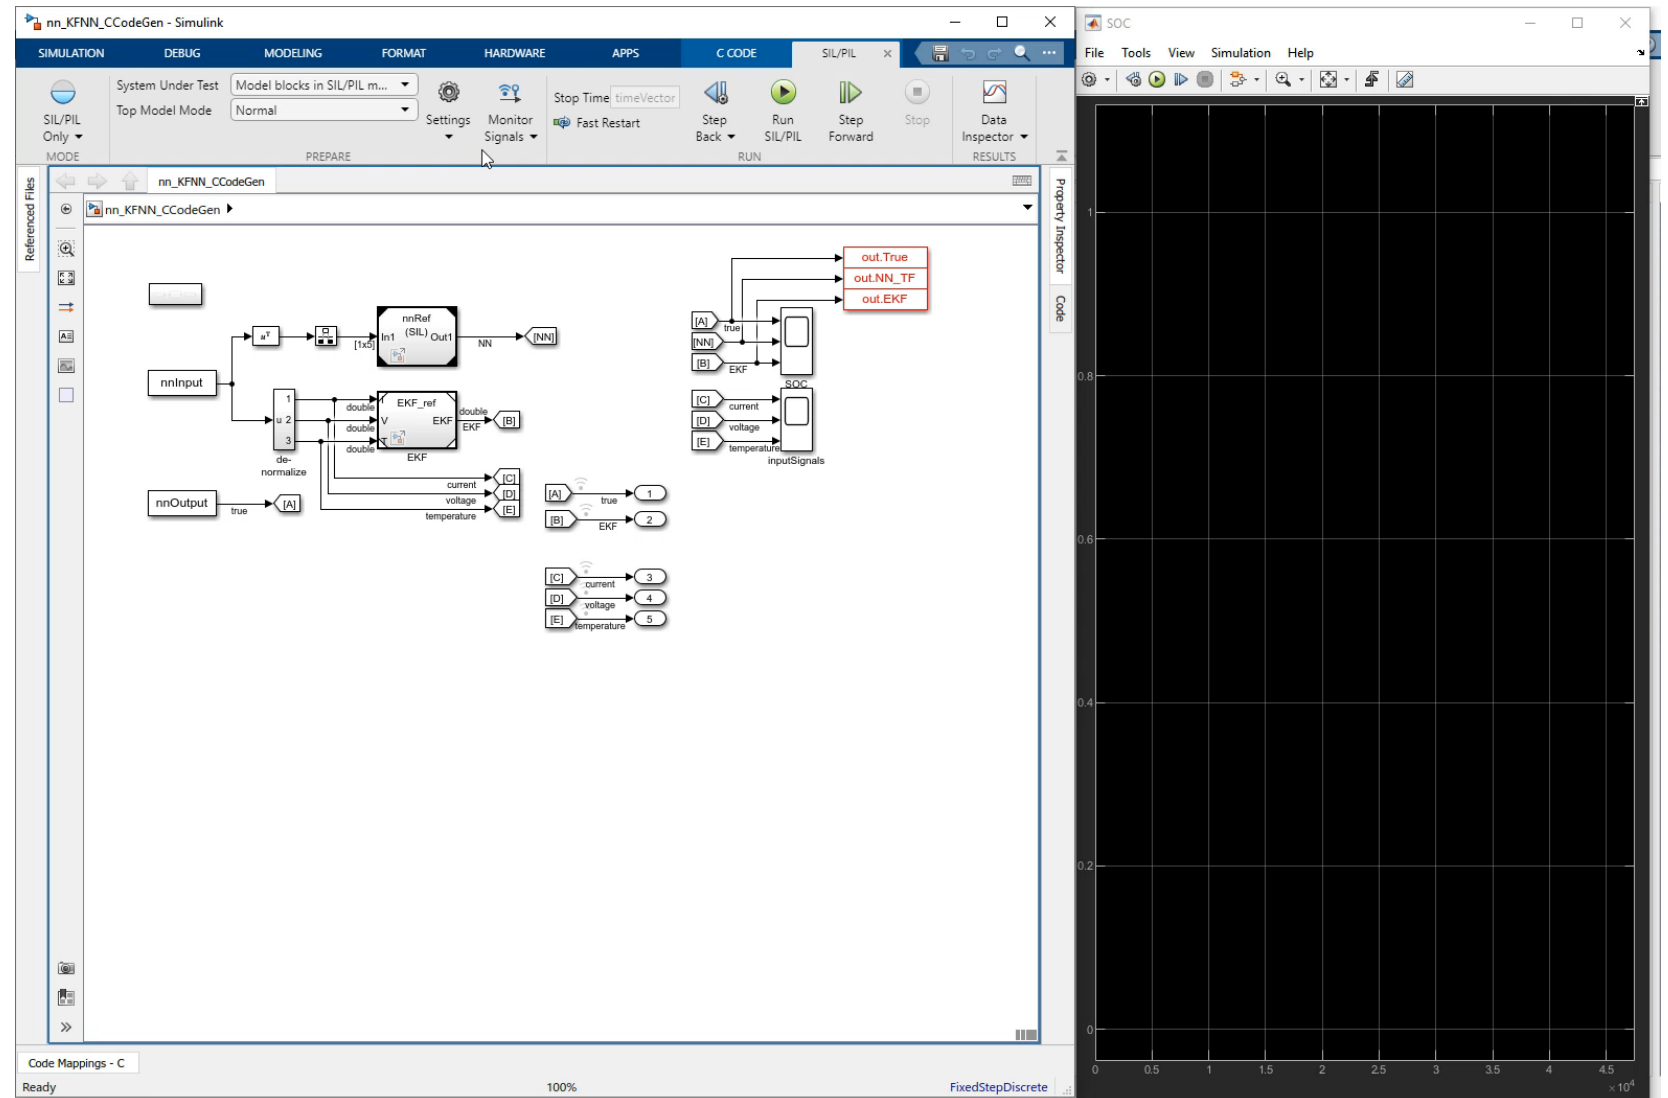 nn_KFNN_CCodeGen - Simulink
SIMULATION DEBUG MODELING FORMAT HARDWARE APPS C CODE SIL/PIL
SIL/PIL Only
MODE
System Under Test Model blocks in SIL/PIL m...
Top Model Mode Normal
Settings
Monitor Signals
PREPARE
Stop Time timeVector
Fast Restart
Step Back
Run SIL/PIL
Step Forward
Stop
RUN
Data Inspector
RESULTS
Referenced Files
nn_KFNN_CCodeGen
nn_KFNN_CCodeGen
Property Inspector
Code
nnInput
uT
[1x5]
nnRef
(SIL)
In1 Out1
NN
[NN]
u
1
2
3
de-
normalize
double
double
double
EKF_ref
I
V EKF
T
EKF
double
EKF
[B]
current
[C]
voltage
[D]
temperature
[E]
nnOutput
true
[A]
[A] true 1
[B] EKF 2
[C] current 3
[D] voltage 4
[E] temperature 5
out.True
out.NN_TF
out.EKF
[A] true
[NN]
[B] EKF
SOC
[C] current
[D] voltage
[E] temperature
inputSignals
Code Mappings - C
Ready 100% FixedStepDiscrete
SOC
File Tools View Simulation Help
1
0.8
0.6
0.4
0.2
0
0 0.5 1 1.5 2 2.5 3 3.5 4 4.5
×10⁴